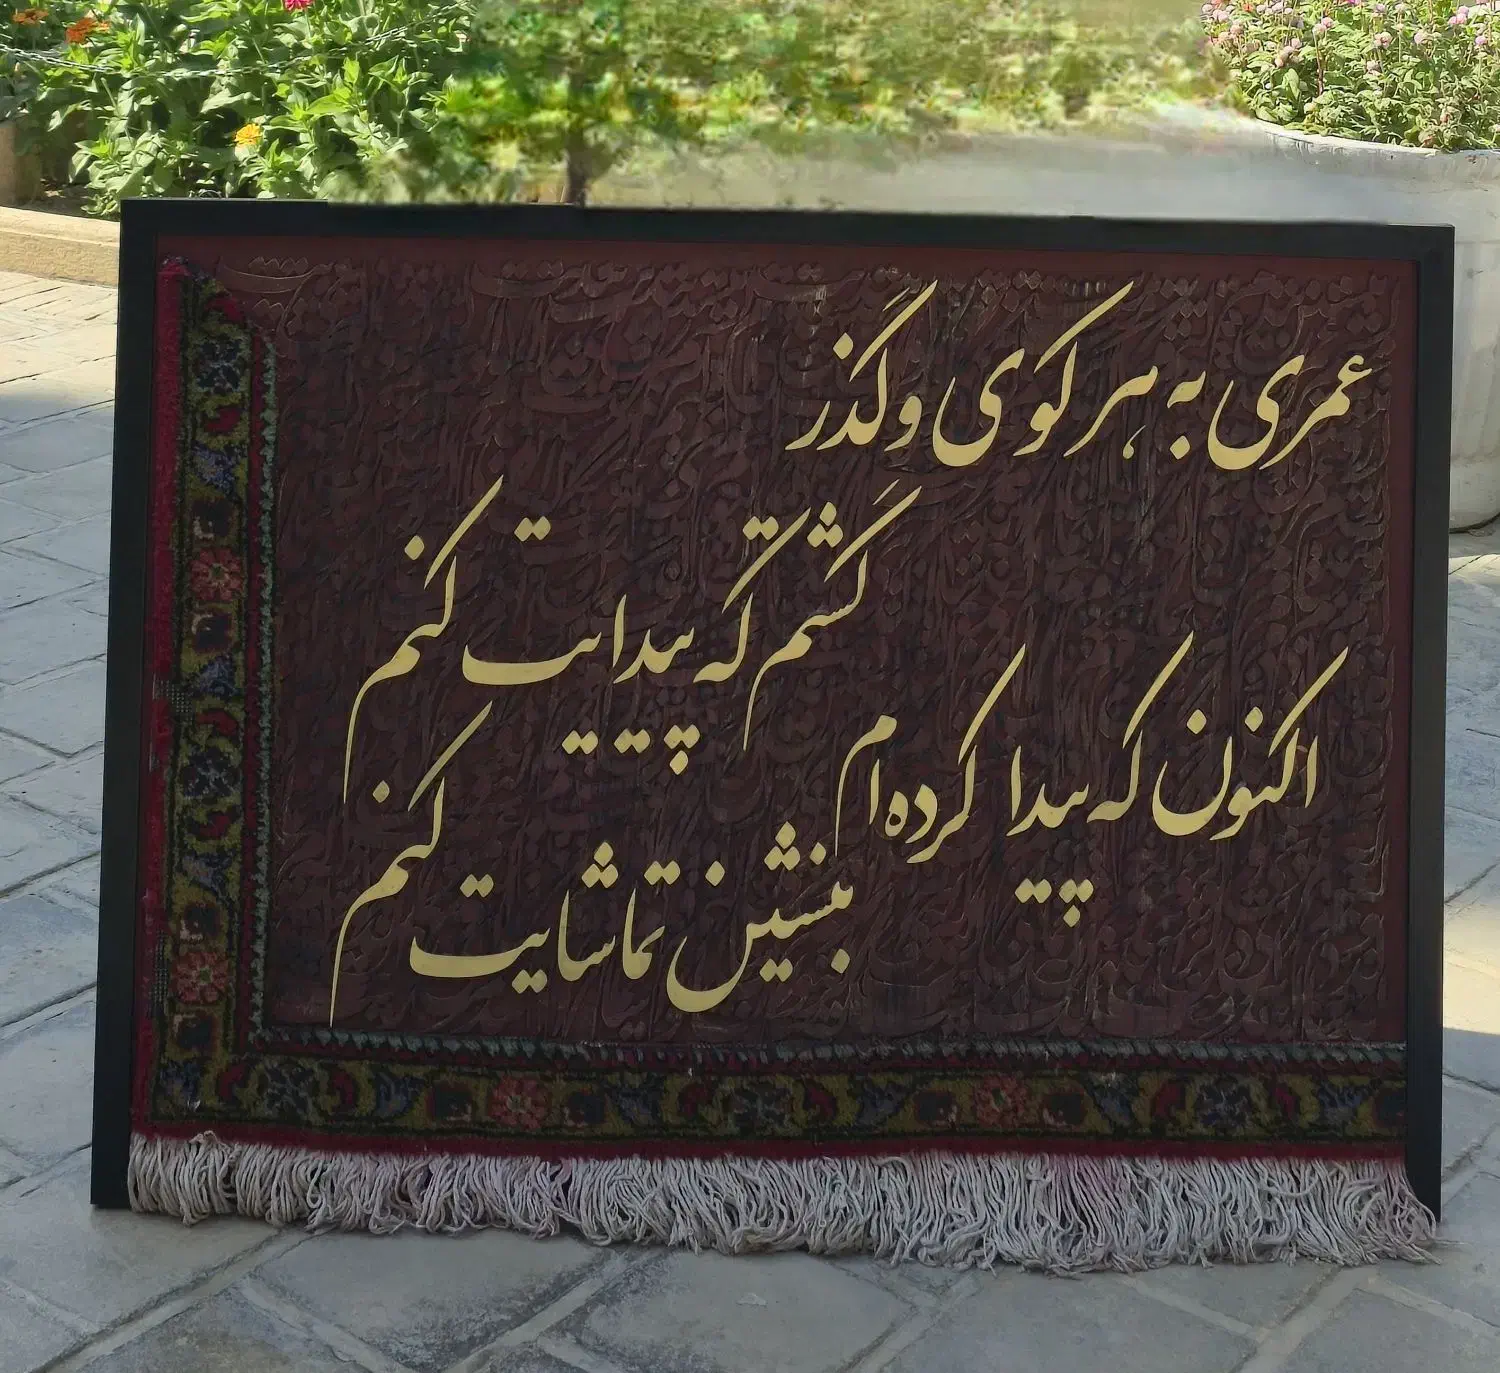 عمری به هر کوی و گذر
گشتم که پیدایت کنم
اکنون که پیدا کرده ام
بنشین تماشایت کنم